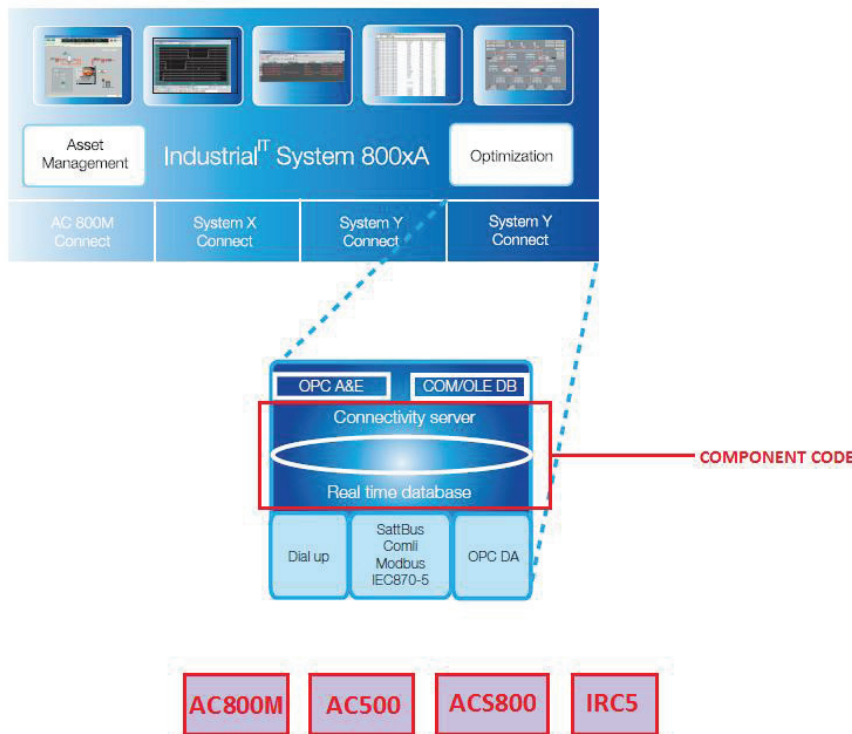 Asset
Management
Industrial^IT System 800xA
Optimization
AC 800M
Connect
System X
Connect
System Y
Connect
System Y
Connect
OPC A&E
COM/OLE DB
Connectivity server
COMPONENT CODE
Real time database
Dial up
SattBus
Comli
Modbus
IEC870-5
OPC DA
AC800M
AC500
ACS800
IRC5